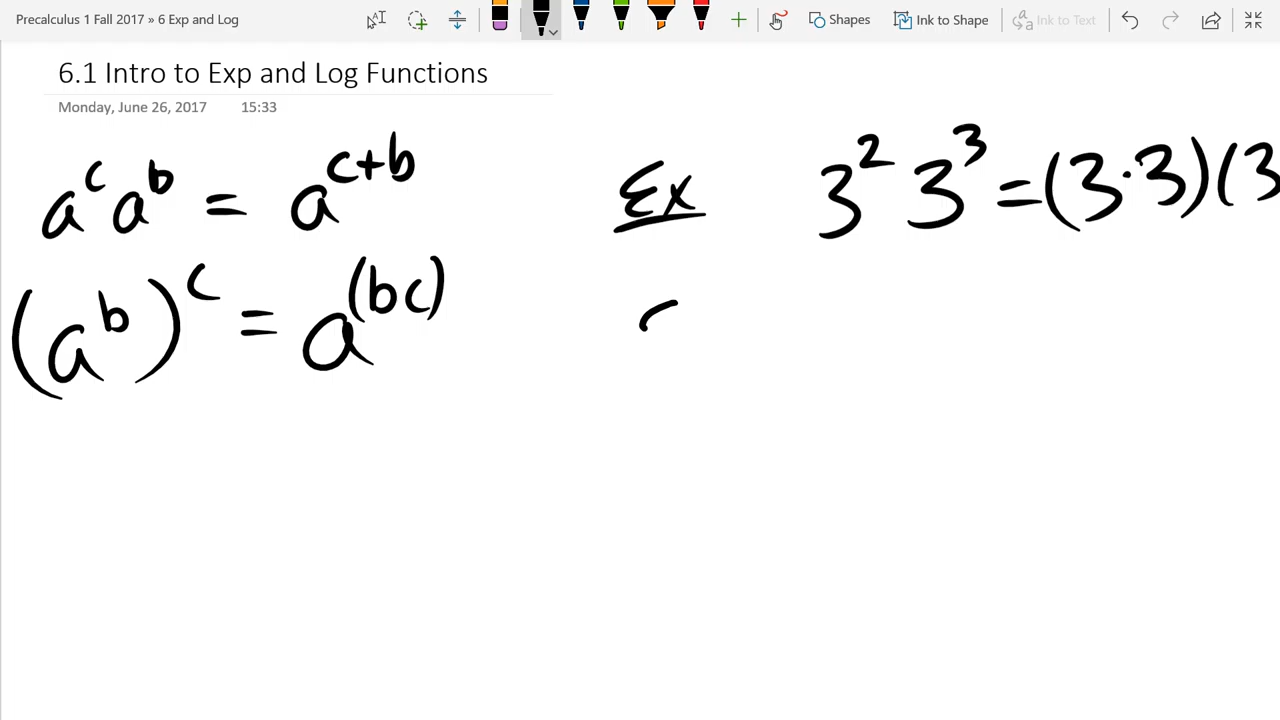 Precalculus 1 Fall 2017 » 6 Exp and Log
Shapes
Ink to Shape
Ink to Text
6.1 Intro to Exp and Log Functions
Monday, June 26, 2017 15:33
a^c a^b = a^(c+b)
Ex 3^2 3^3 = (3·3)(3
(a^b)^c = a^(bc)